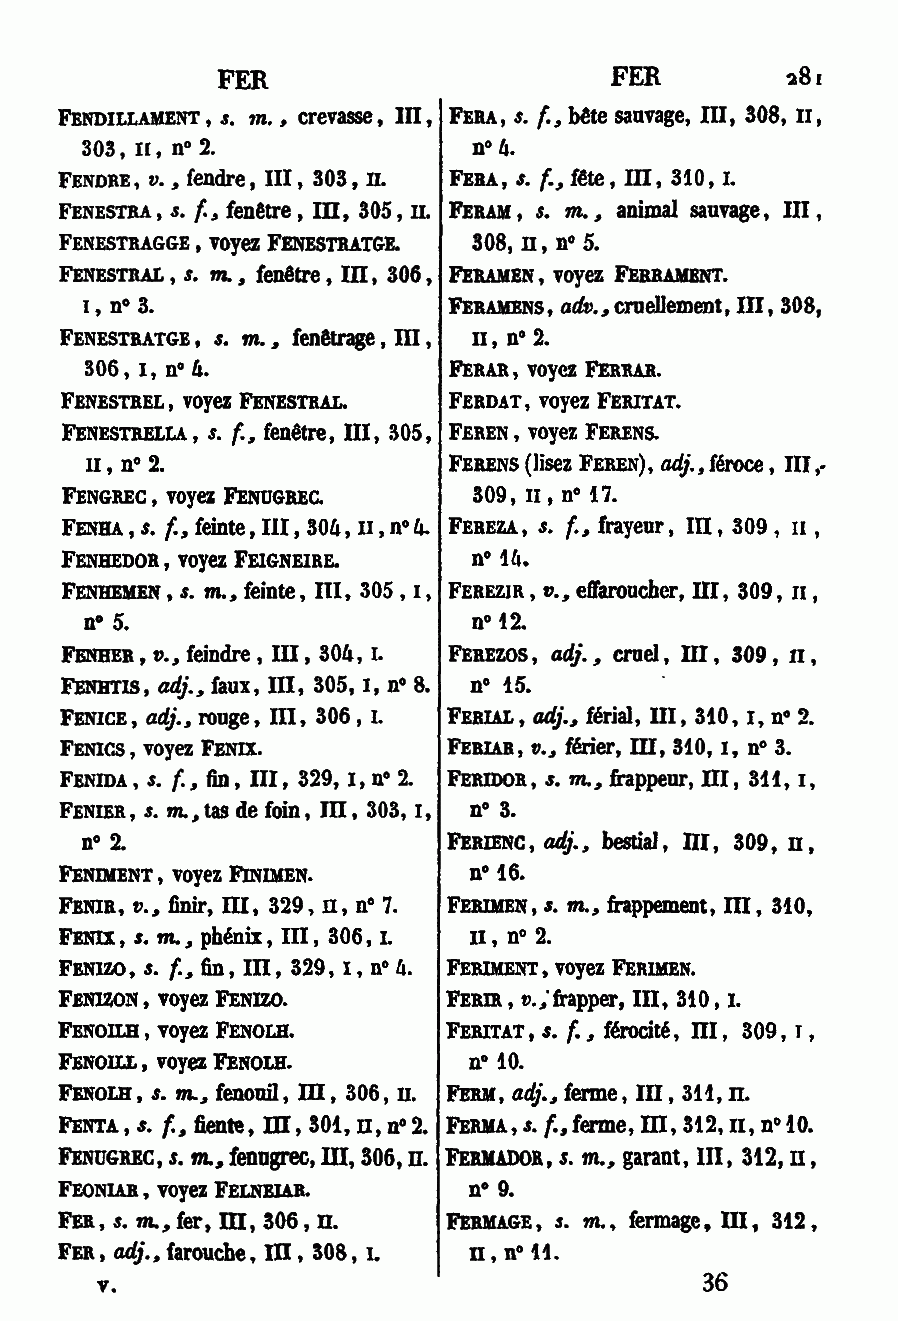 FER
FER 281
FENDILLAMENT, s. m., crevasse, III,
303, II, n° 2.
FENDRE, v., fendre, III, 303, II.
FENESTRA, s. f., fenêtre, III, 305, II.
FENESTRAGGE, voyez FENESTRATGE.
FENESTRAL, s. m., fenêtre, III, 306,
I, n° 3.
FENESTRATGE, s. m., fenêtrage, III,
306, I, n° 4.
FENESTREL, voyez FENESTRAL.
FENESTRELLA, s. f., fenêtre, III, 305,
II, n° 2.
FENGREC, voyez FENUGREC.
FENHA, s. f., feinte, III, 304, II, n° 4.
FENHEDOR, voyez FEIGNEIRE.
FENHEMEN, s. m., feinte, III, 305, I,
n° 5.
FENHER, v., feindre, III, 304, I.
FENHTIS, adj., faux, III, 305, I, n° 8.
FENICE, adj., rouge, III, 306, I.
FENICS, voyez FENIX.
FENIDA, s. f., fin, III, 329, I, n° 2.
FENIER, s. m., tas de foin, III, 303, I,
n° 2.
FENIMENT, voyez FINIMEN.
FENIR, v., finir, III, 329, II, n° 7.
FENIX, s. m., phénix, III, 306, I.
FENIZO, s. f., fin, III, 329, I, n° 4.
FENIZON, voyez FENIZO.
FENOILH, voyez FENOLH.
FENOILL, voyez FENOLH.
FENOLH, s. m., fenouil, III, 306, II.
FENTA, s. f., fiente, III, 301, II, n° 2.
FENUGREC, s. m., fenugrec, III, 306, II.
FEONIAR, voyez FELNEIAR.
FER, s. m., fer, III, 306, II.
FER, adj., farouche, III, 308, I.
V.
FERA, s. f., bête sauvage, III, 308, II,
n° 4.
FERA, s. f., fête, III, 310, I.
FERAM, s. m., animal sauvage, III,
308, II, n° 5.
FERAMEN, voyez FERRAMENT.
FERAMENS, adv., cruellement, III, 308,
II, n° 2.
FERAR, voyez FERRAR.
FERDAT, voyez FERITAT.
FEREN, voyez FERENS.
FERENS (lisez FEREN), adj., féroce, III,
309, II, n° 17.
FEREZA, s. f., frayeur, III, 309, II,
n° 14.
FEREZIR, v., effaroucher, III, 309, II,
n° 12.
FEREZOS, adj., cruel, III, 309, II,
n° 15.
FERIAL, adj., férial, III, 310, I, n° 2.
FERIAR, v., férier, III, 310, I, n° 3.
FERIDOR, s. m., frappeur, III, 311, I,
n° 3.
FERIENC, adj., bestial, III, 309, II,
n° 16.
FERIMEN, s. m., frappement, III, 310,
II, n° 2.
FERIMENT, voyez FERIMEN.
FERIR, v., frapper, III, 310, I.
FERITAT, s. f., férocité, III, 309, I,
n° 10.
FERM, adj., ferme, III, 311, II.
FERMA, s. f., ferme, III, 312, II, n° 10.
FERMADOR, s. m., garant, III, 312, II,
n° 9.
FERMAGE, s. m., fermage, III, 312,
II, n° 11.
36